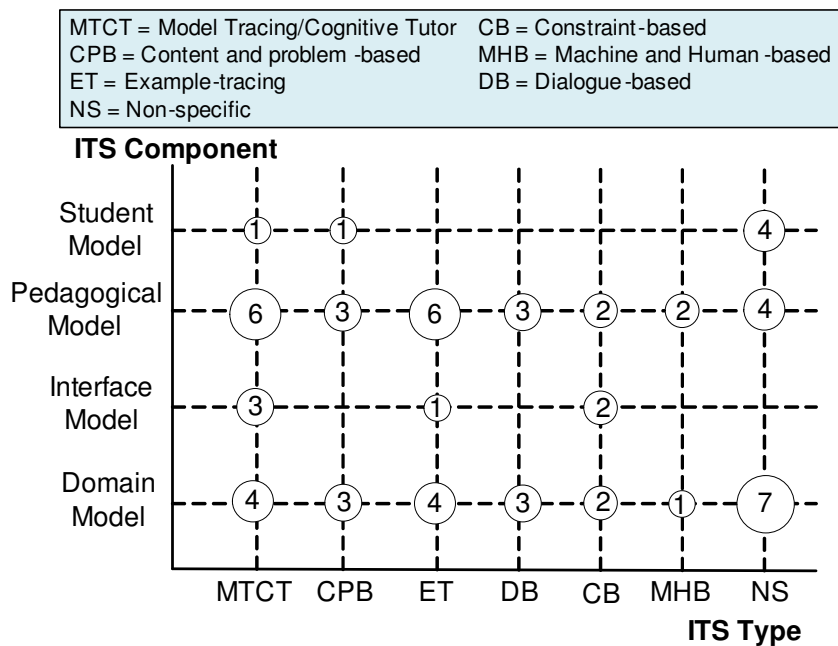 MTCT = Model Tracing/Cognitive Tutor CB = Constraint-based
CPB = Content and problem -based MHB = Machine and Human -based
ET = Example-tracing DB = Dialogue -based
NS = Non-specific
ITS Component
Student
Model
1 1 4
Pedagogical
Model
6 3 6 3 2 2 4
Interface
Model
3 1 2
Domain
Model
4 3 4 3 2 1 7
MTCT CPB ET DB CB MHB NS
ITS Type